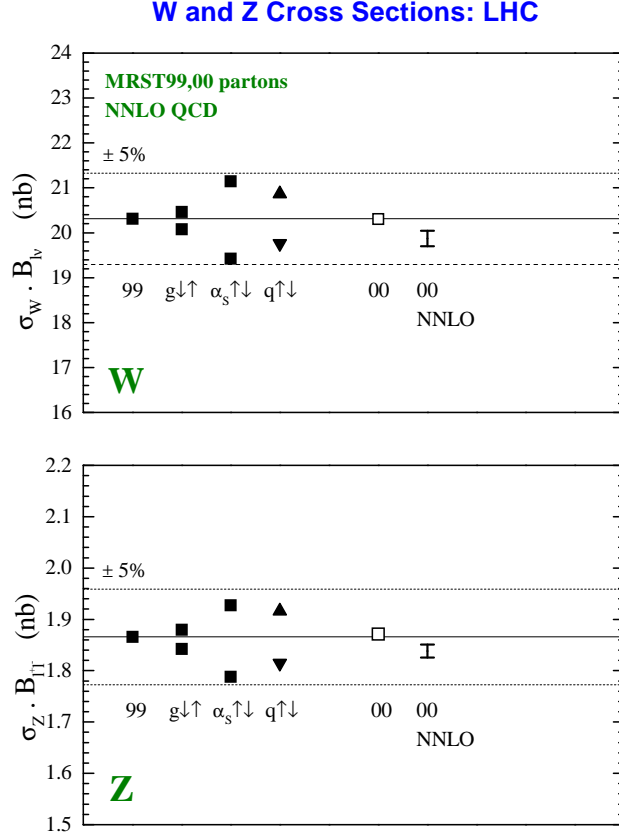 W and Z Cross Sections: LHC
24
23
22
21
20
19
18
17
16
σW · Blν (nb)
MRST99,00 partons
NNLO QCD
± 5%
99 g↓↑ αs↑↓ q↑↓ 00 00
NNLO
W
2.2
2.1
2.0
1.9
1.8
1.7
1.6
1.5
σZ · Bl+l- (nb)
± 5%
99 g↓↑ αs↑↓ q↑↓ 00 00
NNLO
Z